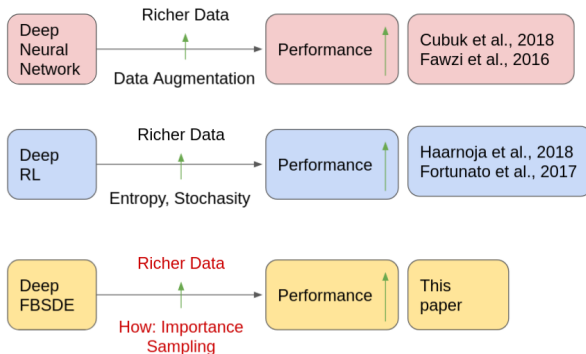 Deep
Neural
Network
Richer Data
Data Augmentation
Performance
Cubuk et al., 2018
Fawzi et al., 2016
Deep
RL
Richer Data
Entropy, Stochasity
Performance
Haarnoja et al., 2018
Fortunato et al., 2017
Deep
FBSDE
Richer Data
How: Importance
Sampling
Performance
This
paper